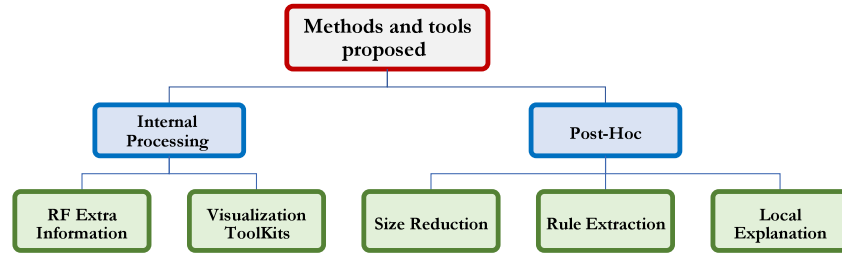 Methods and tools
proposed
Internal
Processing
Post-Hoc
RF Extra
Information
Visualization
ToolKits
Size Reduction
Rule Extraction
Local
Explanation